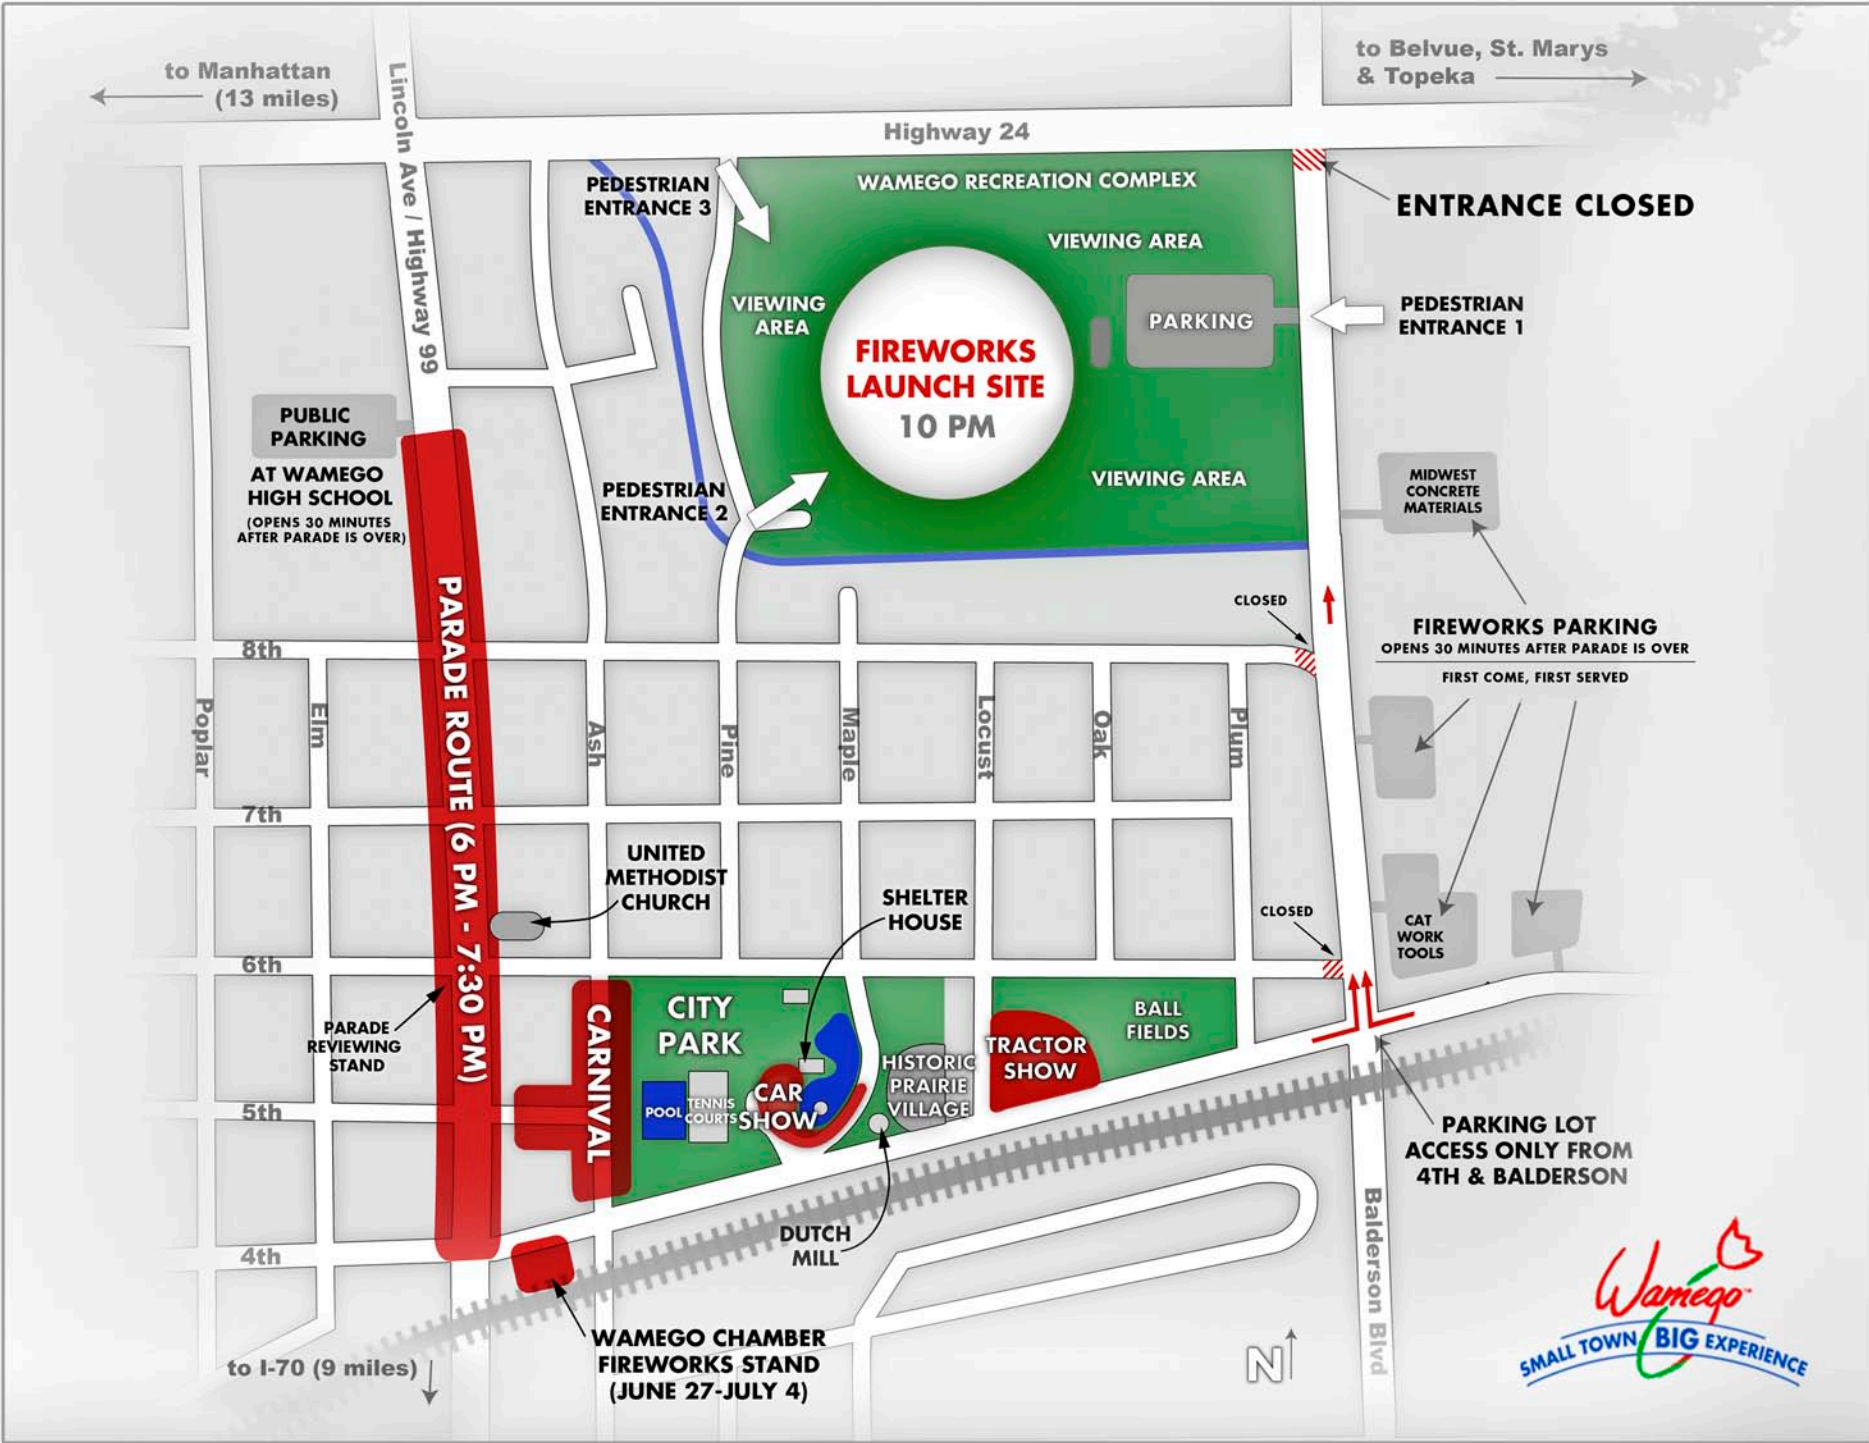 to Manhattan
(13 miles)
Lincoln Ave / Highway 99
Highway 24
to Belvue, St. Marys
& Topeka
PEDESTRIAN
ENTRANCE 3
WAMEGO RECREATION COMPLEX
ENTRANCE CLOSED
VIEWING AREA
VIEWING
AREA
PARKING
PEDESTRIAN
ENTRANCE 1
FIREWORKS
LAUNCH SITE
10 PM
PUBLIC
PARKING
AT WAMEGO
HIGH SCHOOL
(OPENS 30 MINUTES
AFTER PARADE IS OVER)
PEDESTRIAN
ENTRANCE 2
VIEWING AREA
MIDWEST
CONCRETE
MATERIALS
PARADE ROUTE (6 PM - 7:30 PM)
CLOSED
FIREWORKS PARKING
OPENS 30 MINUTES AFTER PARADE IS OVER
FIRST COME, FIRST SERVED
8th
Poplar
Elm
Ash
Pine
Maple
Locust
Oak
Plum
7th
UNITED
METHODIST
CHURCH
SHELTER
HOUSE
CLOSED
CAT
WORK
TOOLS
6th
PARADE
REVIEWING
STAND
CARNIVAL
CITY
PARK
BALL
FIELDS
TRACTOR
SHOW
HISTORIC
PRAIRIE
VILLAGE
POOL
TENNIS
COURTS
CAR
SHOW
5th
PARKING LOT
ACCESS ONLY FROM
4TH & BALDERSON
DUTCH
MILL
4th
Balderson Blvd
WAMEGO CHAMBER
FIREWORKS STAND
(JUNE 27-JULY 4)
to I-70 (9 miles)
N
Wamego
SMALL TOWN BIG EXPERIENCE